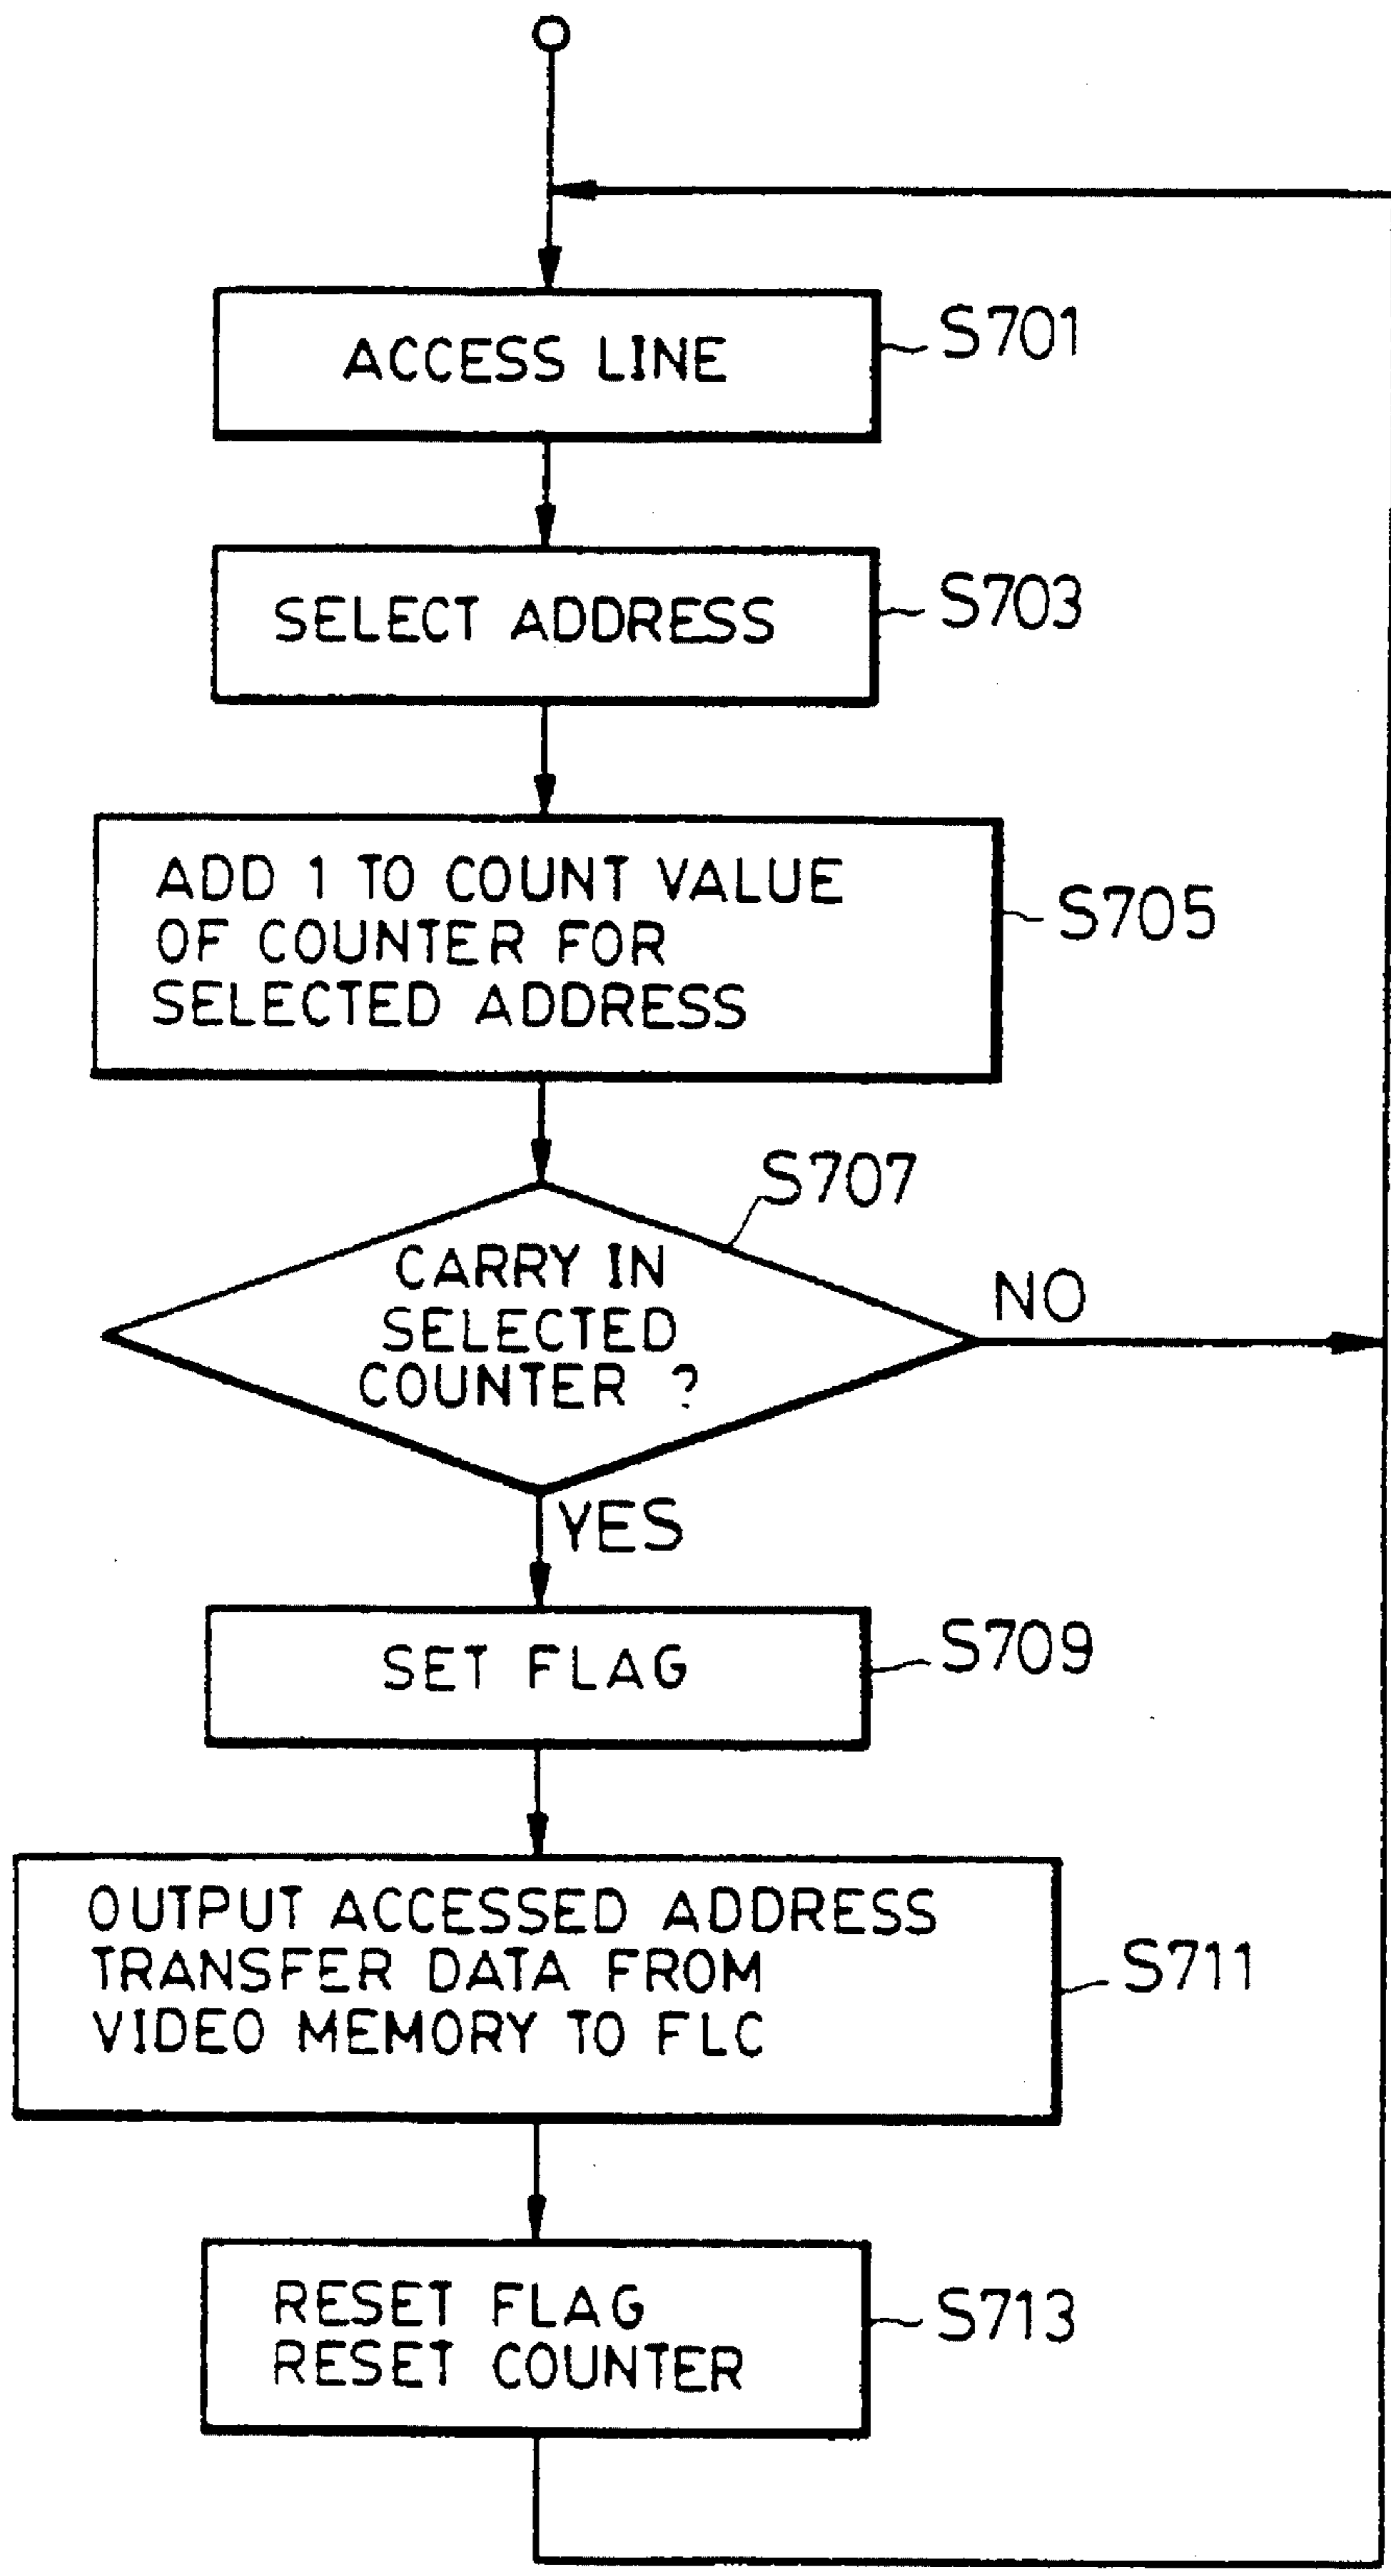 ACCESS LINE
S701
SELECT ADDRESS
S703
ADD 1 TO COUNT VALUE
OF COUNTER FOR
SELECTED ADDRESS
S705
S707
CARRY IN
SELECTED
COUNTER ?
NO
YES
SET FLAG
S709
OUTPUT ACCESSED ADDRESS
TRANSFER DATA FROM
VIDEO MEMORY TO FLC
S711
RESET FLAG
RESET COUNTER
S713